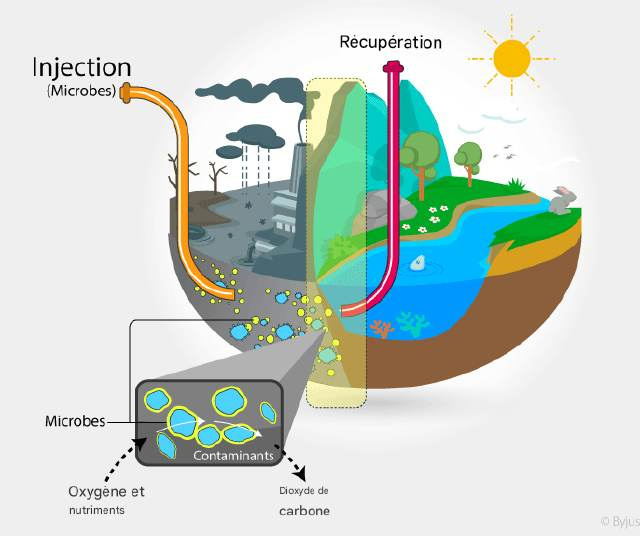 Récupération
Injection
(Microbes)
Microbes
Contaminants
Oxygène et
nutriments
Dioxyde de
carbone
© Byjus